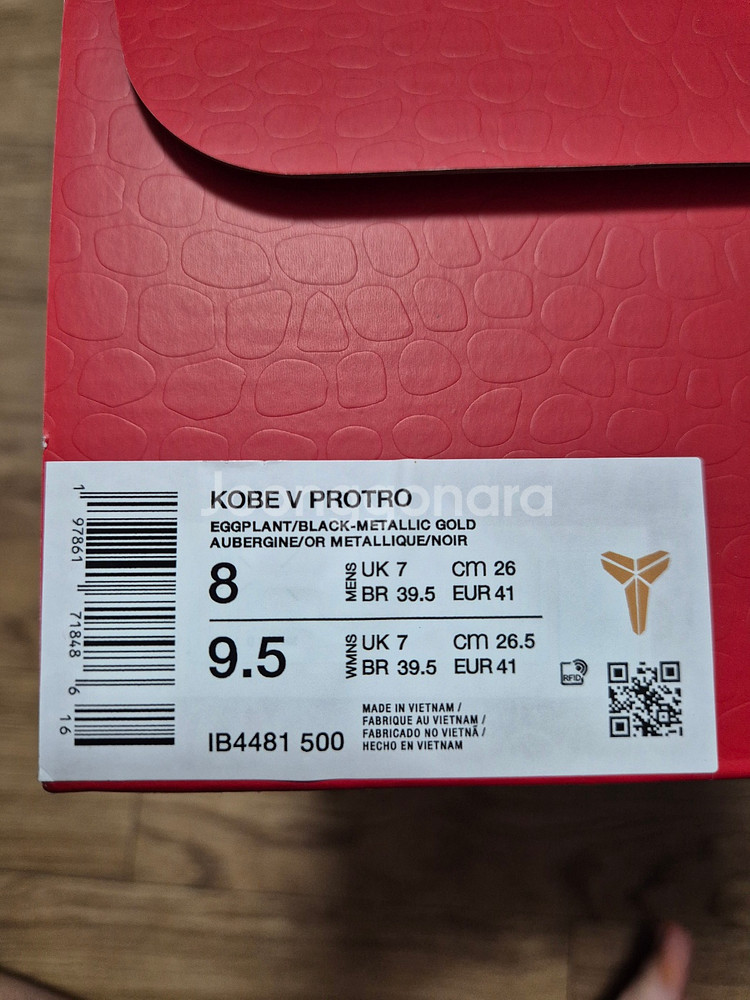 Joonggonara
KOBE V PROTRO
EGGPLANT/BLACK-METALLIC GOLD
AUBERGINE/OR METALLIQUE/NOIR
8
MENS
UK 7 cm 26
BR 39.5 EUR 41
9.5
WMNS
UK 7 cm 26.5
BR 39.5 EUR 41
RFID
IB4481 500
MADE IN VIETNAM /
FABRIQUE AU VIETNAM /
FABRICADO NO VIETNÃ /
HECHO EN VIETNAM
1 97861 71848 6 16